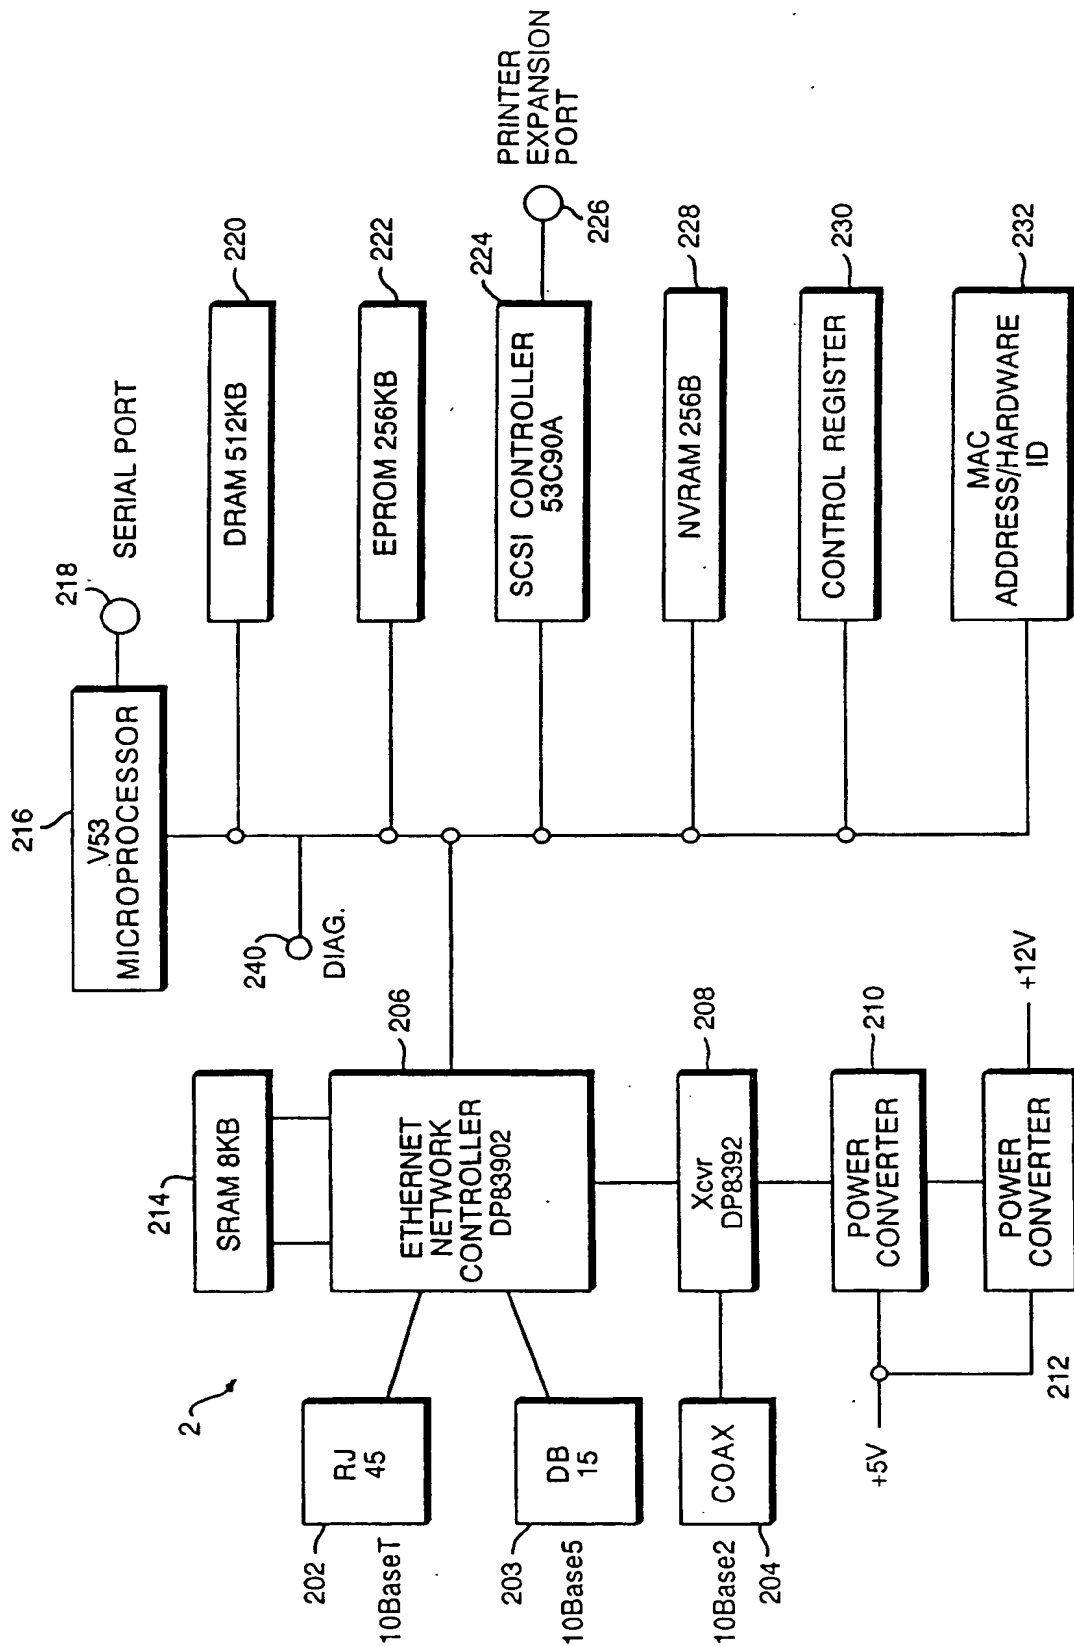 2
202
RJ
45
10BaseT
203
DB
15
10Base5
204
COAX
10Base2
214
SRAM 8KB
206
ETHERNET
NETWORK
CONTROLLER
DP83902
208
Xcvr
DP8392
210
POWER
CONVERTER
+5V
212
POWER
CONVERTER
+12V
216
V53
MICROPROCESSOR
218
SERIAL PORT
240
DIAG.
220
DRAM 512KB
222
EPROM 256KB
224
SCSI CONTROLLER
53C90A
226
PRINTER
EXPANSION
PORT
228
NVRAM 256B
230
CONTROL REGISTER
232
MAC
ADDRESS/HARDWARE
ID